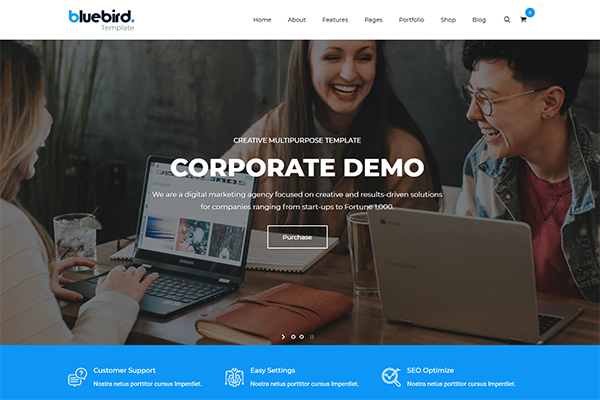 bluebird.
Template
Home About Features Pages Portfolio Shop Blog
0
CREATIVE MULTIPURPOSE TEMPLATE
CORPORATE DEMO
We are a digital marketing agency focused on creative and results-driven solutions
for companies ranging from start-ups to Fortune 1,000.
Purchase
SAMSUNG
Customer Support
Nostra netus porttitor cursus Imperdiet.
Easy Settings
Nostra netus porttitor cursus Imperdiet.
SEO
SEO Optimize
Nostra netus porttitor cursus Imperdiet.